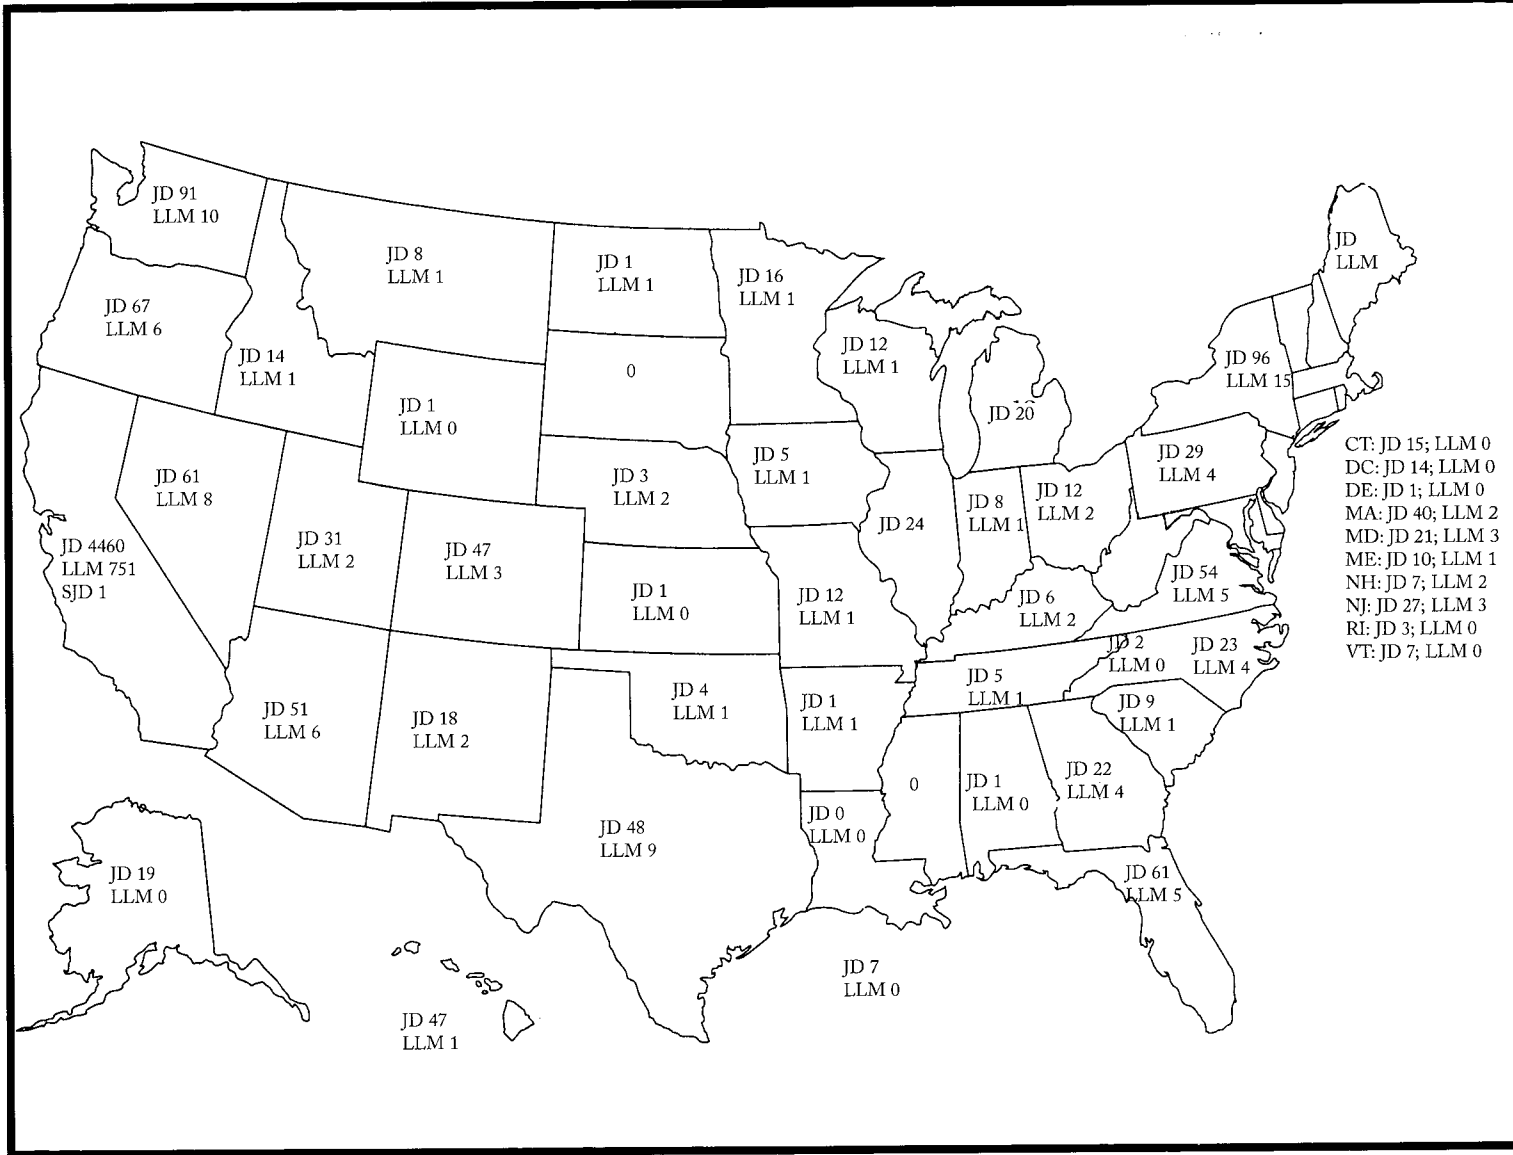 JD 91
LLM 10
JD 8
LLM 1
JD 1
LLM 1
JD 16
LLM 1
JD
LLM
JD 67
LLM 6
JD 14
LLM 1
JD 1
LLM 0
0
JD 12
LLM 1
JD 20
JD 96
LLM 15
JD 61
LLM 8
JD 3
LLM 2
JD 5
LLM 1
JD 29
LLM 4
CT: JD 15; LLM 0
DC: JD 14; LLM 0
DE: JD 1; LLM 0
MA: JD 40; LLM 2
MD: JD 21; LLM 3
ME: JD 10; LLM 1
NH: JD 7; LLM 2
NJ: JD 27; LLM 3
RI: JD 3; LLM 0
VT: JD 7; LLM 0
JD 4460
LLM 751
SJD 1
JD 31
LLM 2
JD 47
LLM 3
JD 1
LLM 0
JD 12
LLM 1
JD 24
JD 8
LLM 1
JD 12
LLM 2
JD 6
LLM 2
JD 54
LLM 5
JD 2
LLM 0
JD 23
LLM 4
JD 51
LLM 6
JD 18
LLM 2
JD 4
LLM 1
JD 1
LLM 1
JD 5
LLM 1
JD 9
LLM 1
JD 48
LLM 9
JD 0
LLM 0
0
JD 1
LLM 0
JD 22
LLM 4
JD 61
LLM 5
JD 19
LLM 0
JD 47
LLM 1
JD 7
LLM 0